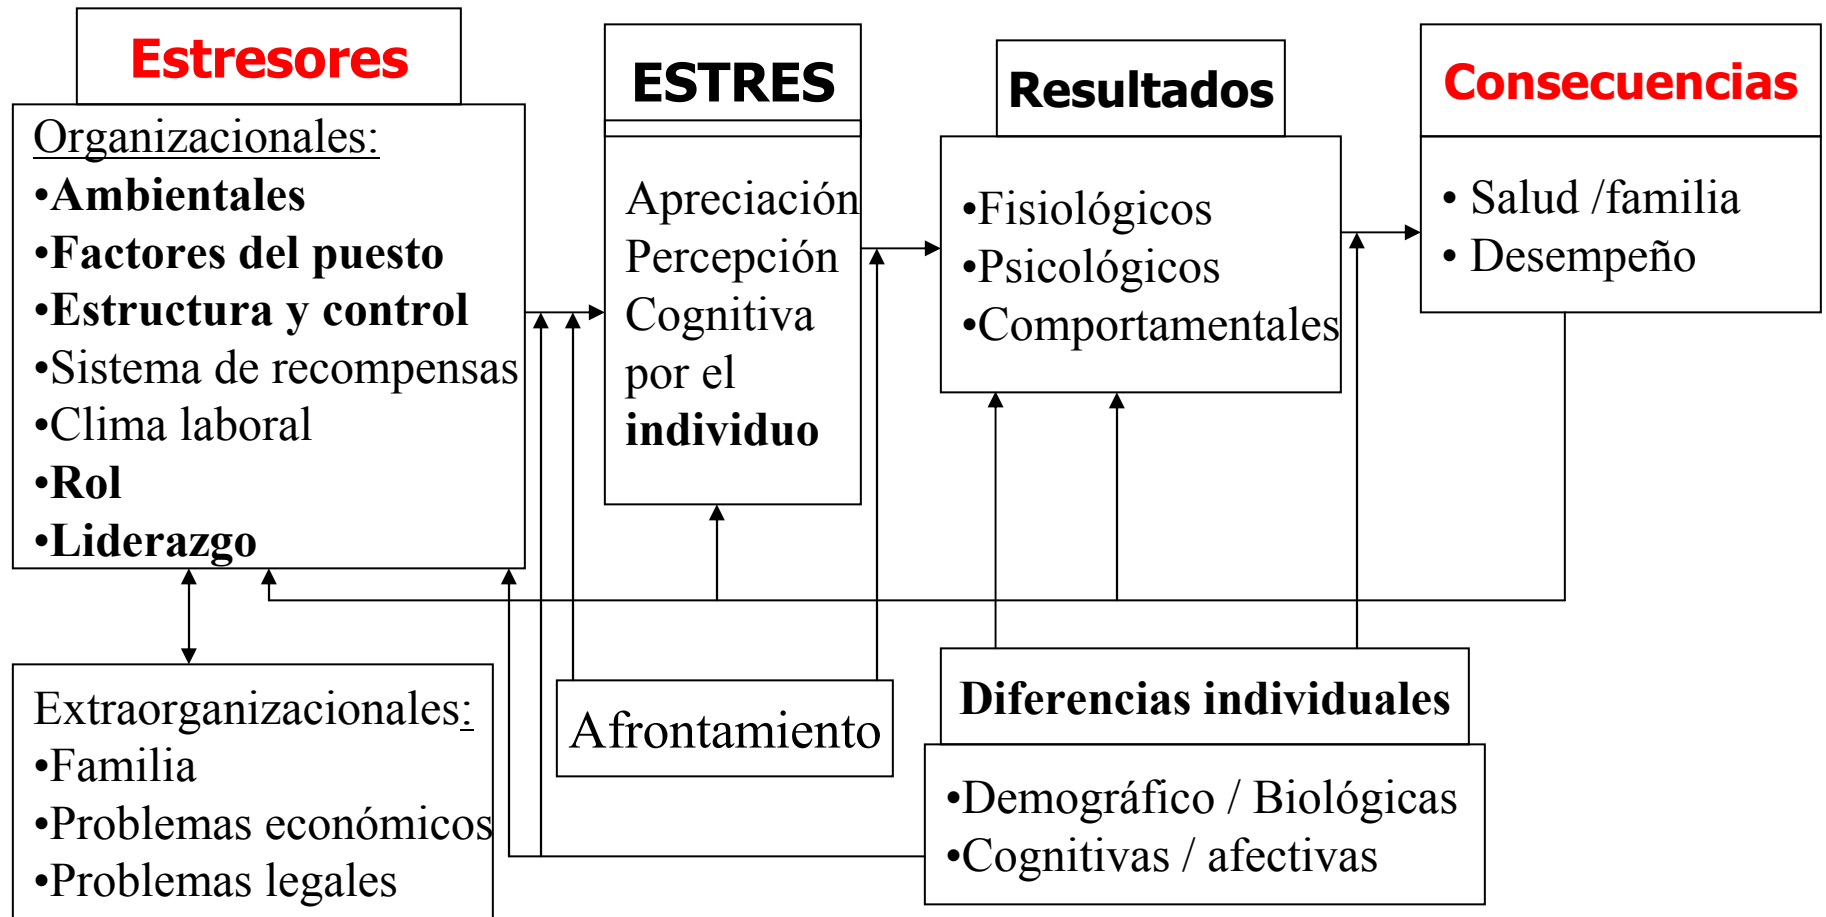 Estresores
Organizacionales:
•Ambientales
•Factores del puesto
•Estructura y control
•Sistema de recompensas
•Clima laboral
•Rol
•Liderazgo
Extraorganizacionales:
•Familia
•Problemas económicos
•Problemas legales
ESTRES
Apreciación
Percepción
Cognitiva
por el
individuo
Afrontamiento
Resultados
•Fisiológicos
•Psicológicos
•Comportamentales
Diferencias individuales
•Demográfico / Biológicas
•Cognitivas / afectivas
Consecuencias
• Salud /familia
• Desempeño